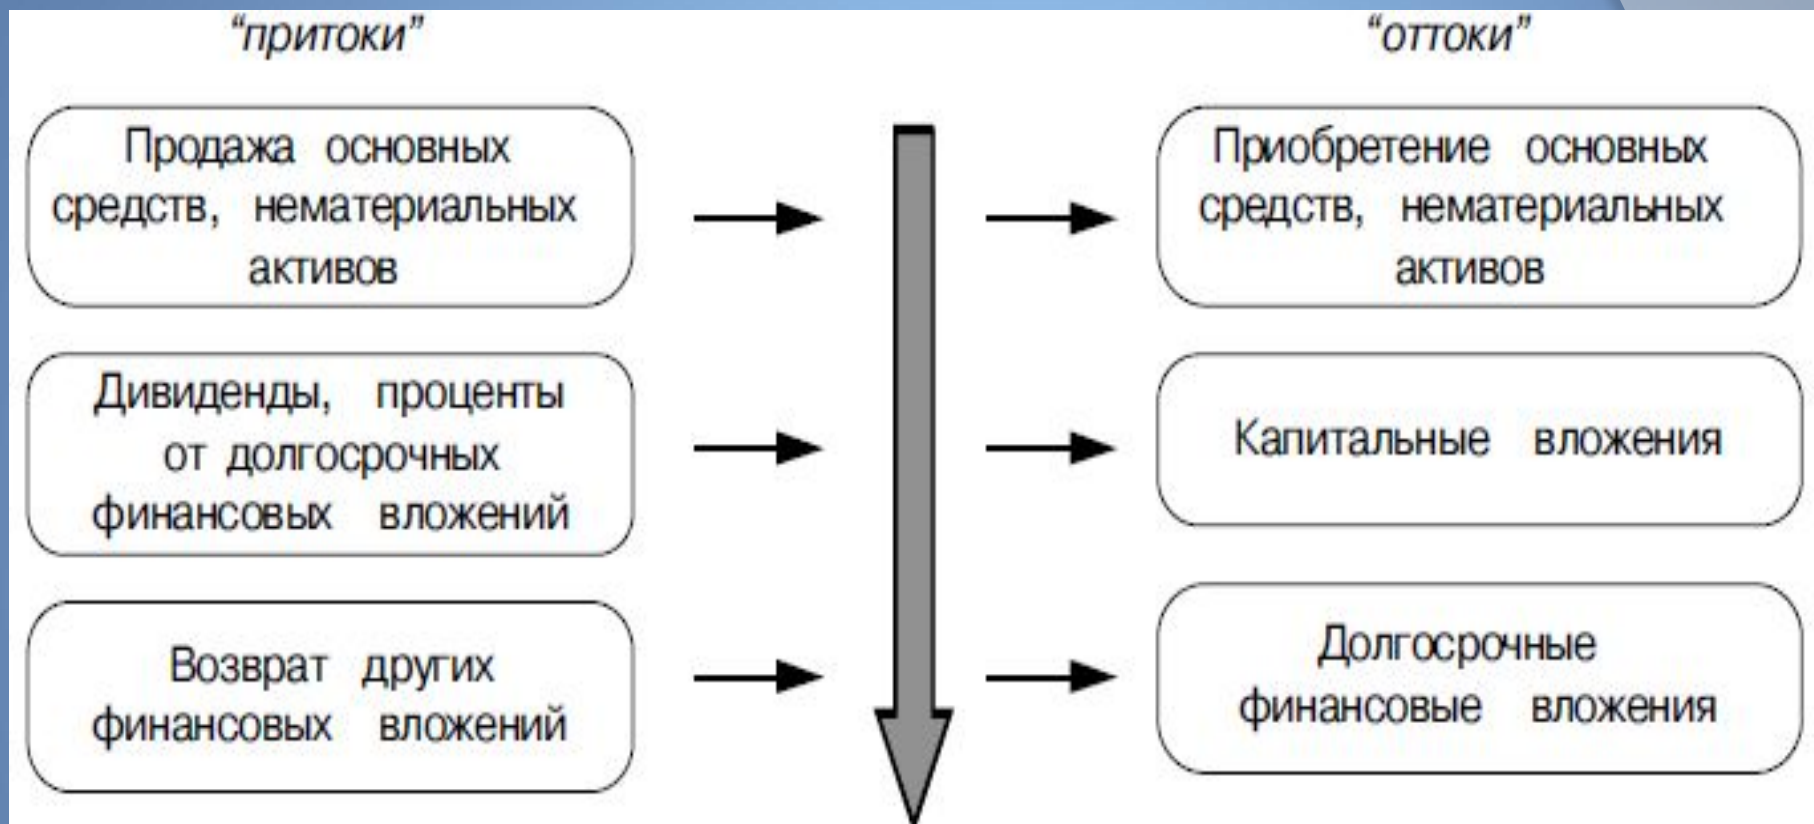 “притоки”
“оттоки”
Продажа основных
средств, нематериальных
активов
Приобретение основных
средств, нематериальных
активов
Дивиденды, проценты
от долгосрочных
финансовых вложений
Капитальные вложения
Возврат других
финансовых вложений
Долгосрочные
финансовые вложения